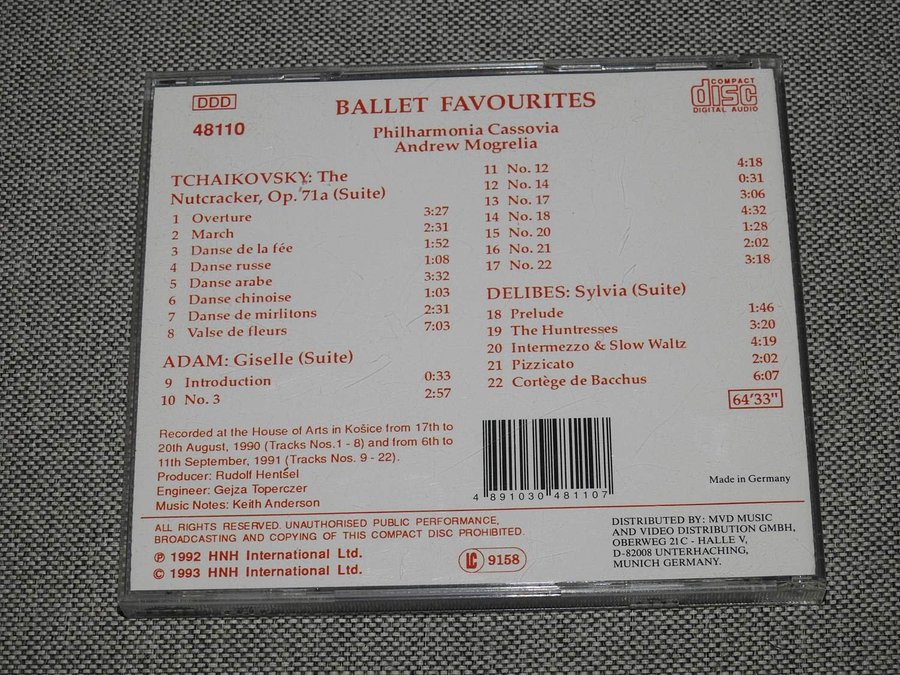 DDD
48110
BALLET FAVOURITES
Philharmonia Cassovia
Andrew Mogrelia
COMPACT
disc
DIGITAL AUDIO
TCHAIKOVSKY: The
Nutcracker, Op. 71a (Suite)
1 Overture 3:27
2 March 2:31
3 Danse de la fée 1:52
4 Danse russe 1:08
5 Danse arabe 3:32
6 Danse chinoise 1:03
7 Danse de mirlitons 2:31
8 Valse de fleurs 7:03
ADAM: Giselle (Suite)
9 Introduction 0:33
10 No. 3 2:57
11 No. 12 4:18
12 No. 14 0:31
13 No. 17 3:06
14 No. 18 4:32
15 No. 20 1:28
16 No. 21 2:02
17 No. 22 3:18
DELIBES: Sylvia (Suite)
18 Prelude 1:46
19 The Huntresses 3:20
20 Intermezzo & Slow Waltz 4:19
21 Pizzicato 2:02
22 Cortège de Bacchus 6:07
64'33"
Recorded at the House of Arts in Košice from 17th to
20th August, 1990 (Tracks Nos.1 - 8) and from 6th to
11th September, 1991 (Tracks Nos. 9 - 22).
Producer: Rudolf Hentšel
Engineer: Gejza Toperczer
Music Notes: Keith Anderson
4 891030 481107
Made in Germany
ALL RIGHTS RESERVED. UNAUTHORISED PUBLIC PERFORMANCE,
BROADCASTING AND COPYING OF THIS COMPACT DISC PROHIBITED.
℗ 1992 HNH International Ltd.
© 1993 HNH International Ltd.
LC 9158
DISTRIBUTED BY: MVD MUSIC
AND VIDEO DISTRIBUTION GMBH,
OBERWEG 21C - HALLE V,
D-82008 UNTERHACHING,
MUNICH GERMANY.